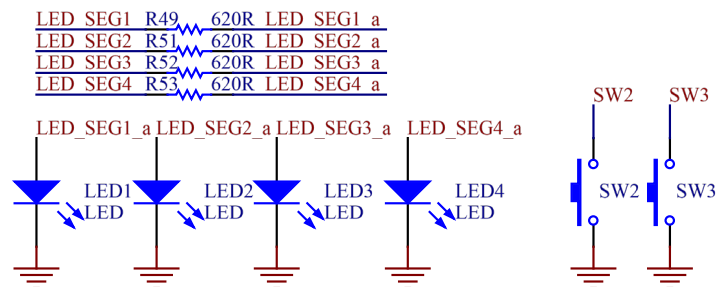 LED_SEG1 R49 620R LED_SEG1_a
LED_SEG2 R51 620R LED_SEG2_a
LED_SEG3 R52 620R LED_SEG3_a
LED_SEG4 R53 620R LED_SEG4_a
SW2 SW3
LED_SEG1_a LED_SEG2_a LED_SEG3_a LED_SEG4_a
LED1 LED2 LED3 LED4 SW2 SW3
LED LED LED LED